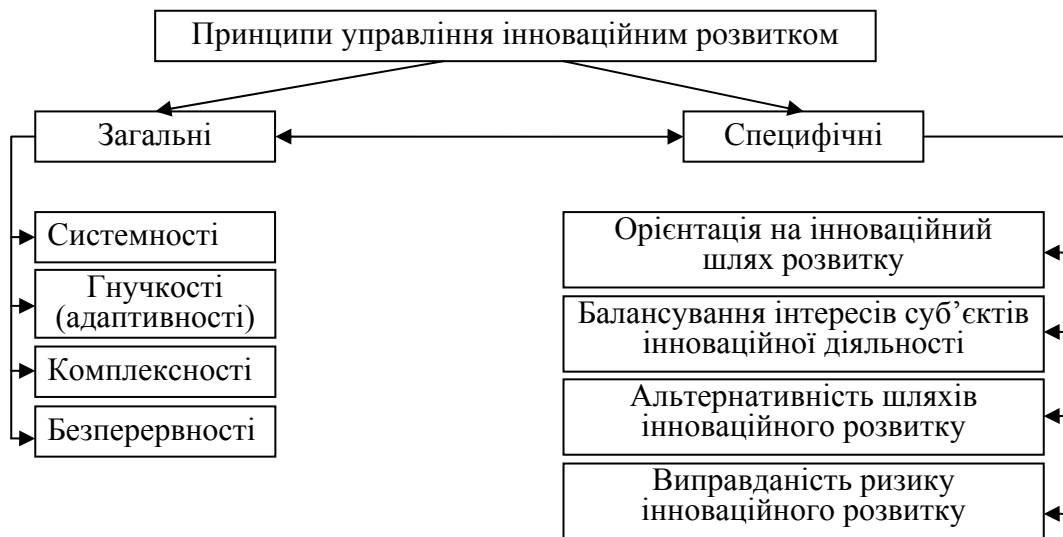 Принципи управління інноваційним розвитком
Загальні
Специфічні
Системності
Гнучкості
(адаптивності)
Комплексності
Безперервності
Орієнтація на інноваційний
шлях розвитку
Балансування інтересів суб’єктів
інноваційної діяльності
Альтернативність шляхів
інноваційного розвитку
Виправданість ризику
інноваційного розвитку